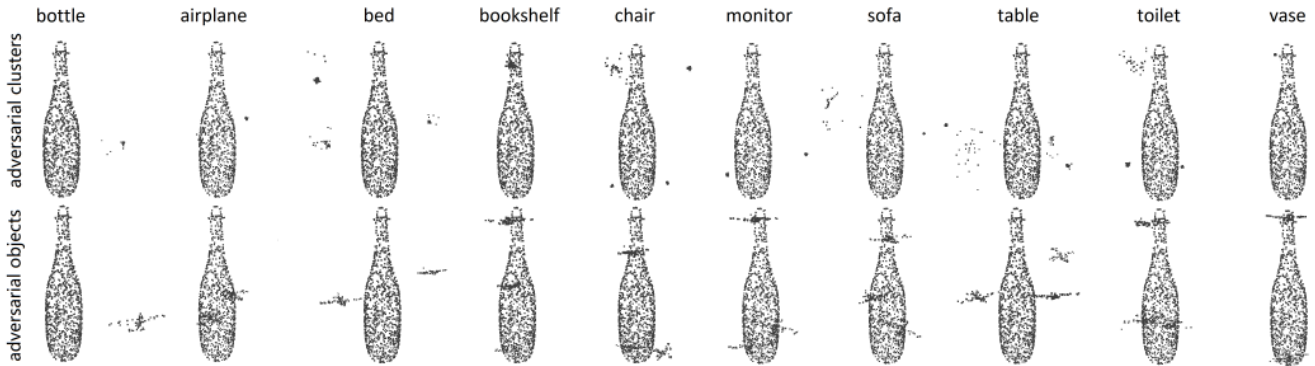 bottle airplane bed bookshelf chair monitor sofa table toilet vase
adversarial clusters
adversarial objects